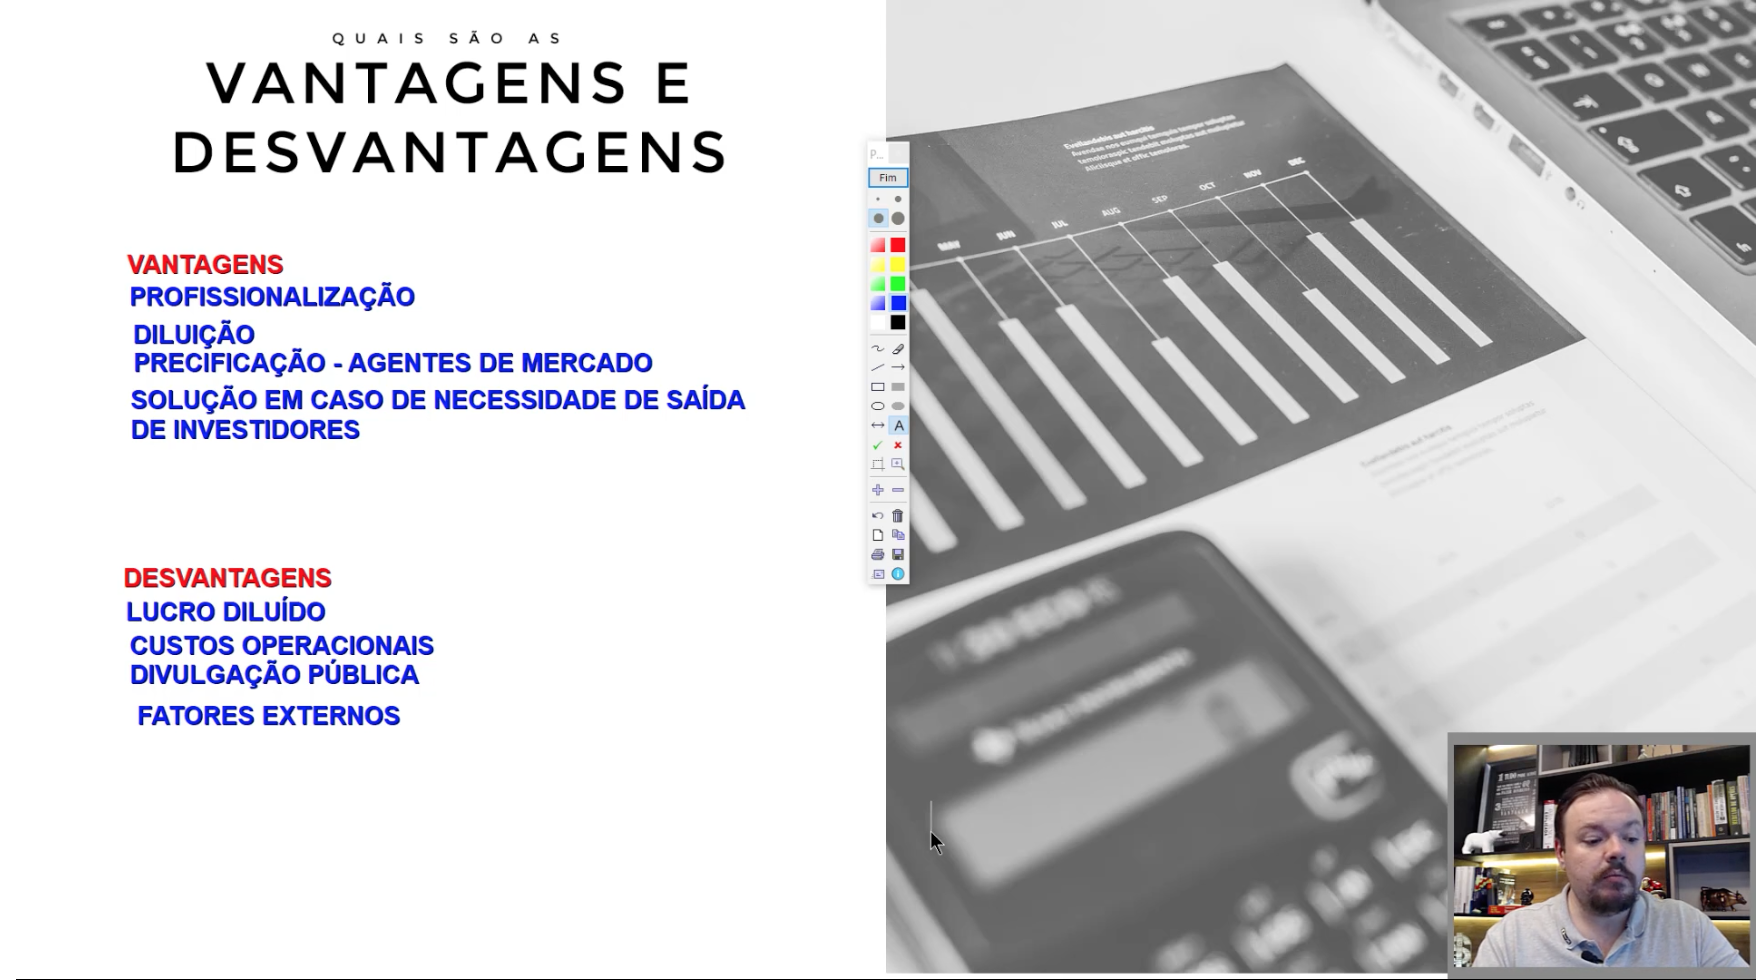 QUAIS SÃO AS
VANTAGENS E
DESVANTAGENS
VANTAGENS
PROFISSIONALIZAÇÃO
DILUIÇÃO
PRECIFICAÇÃO - AGENTES DE MERCADO
SOLUÇÃO EM CASO DE NECESSIDADE DE SAÍDA
DE INVESTIDORES
DESVANTAGENS
LUCRO DILUÍDO
CUSTOS OPERACIONAIS
DIVULGAÇÃO PÚBLICA
FATORES EXTERNOS
P...
Fim
A
MAY JUN JUL AUG SEP OCT NOV DEC